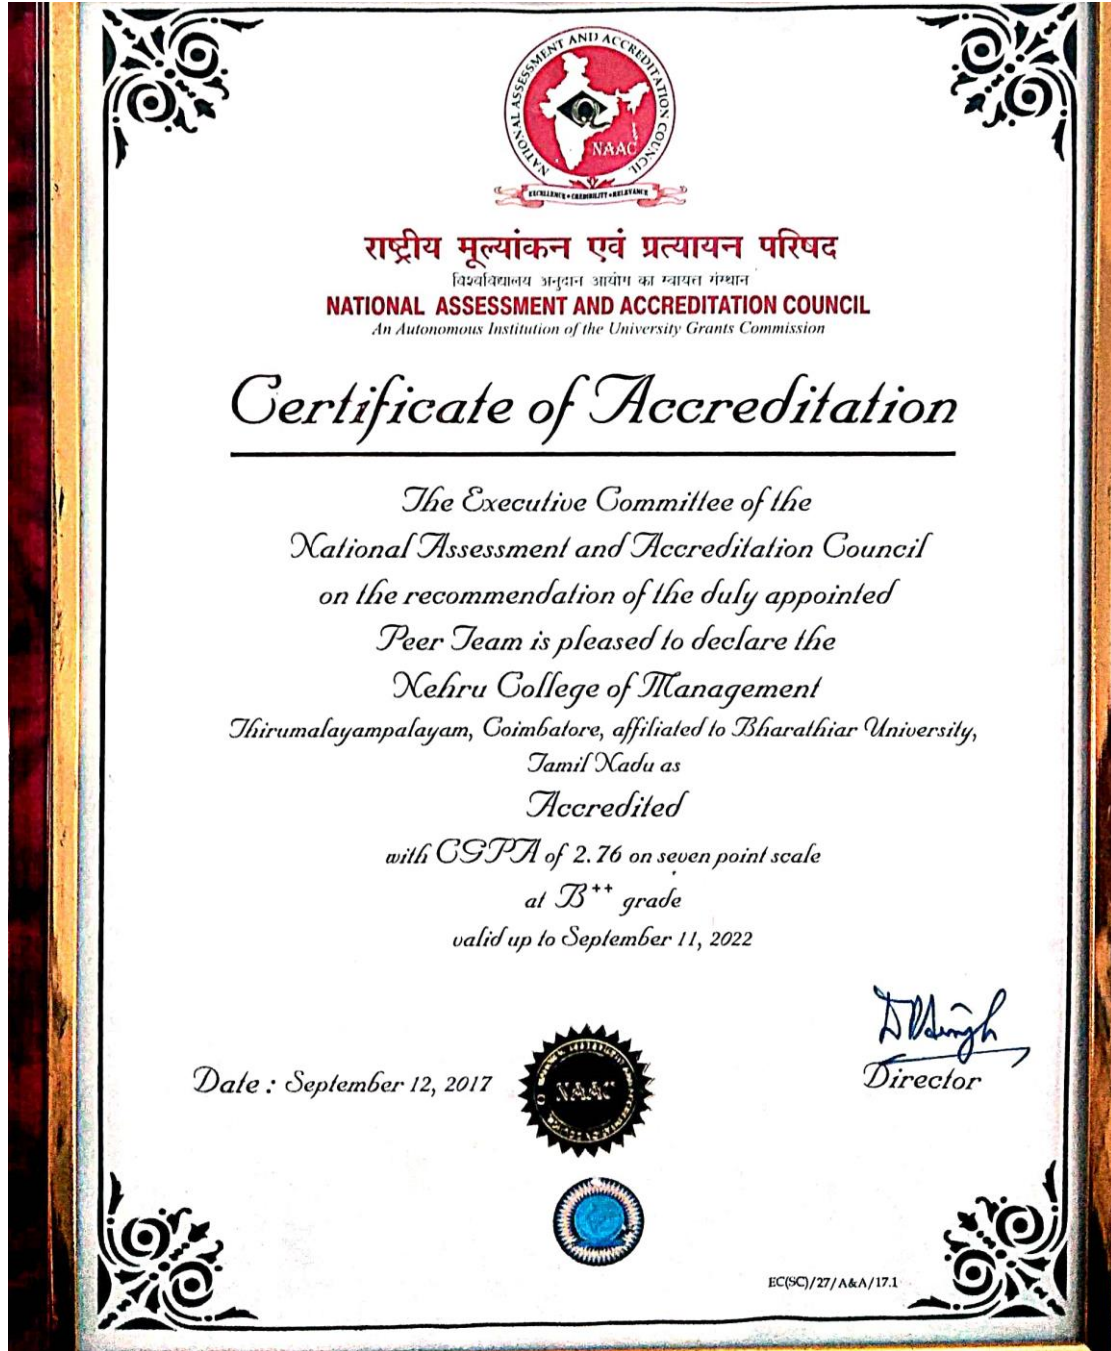 NATIONAL ASSESSMENT AND ACCREDITATION COUNCIL
NAAC
EXCELLENCE • CREDIBILITY • RELEVANCE
राष्ट्रीय मूल्यांकन एवं प्रत्यायन परिषद
विश्वविद्यालय अनुदान आयोग का स्वायत्त संस्थान
NATIONAL ASSESSMENT AND ACCREDITATION COUNCIL
An Autonomous Institution of the University Grants Commission
Certificate of Accreditation
The Executive Committee of the
National Assessment and Accreditation Council
on the recommendation of the duly appointed
Peer Team is pleased to declare the
Nehru College of Management
Thirumalayampalayam, Coimbatore, affiliated to Bharathiar University,
Tamil Nadu as
Accredited
with CGPA of 2.76 on seven point scale
at B++ grade
valid up to September 11, 2022
Date : September 12, 2017
NAAC
Director
EC(SC)/27/A&A/17.1